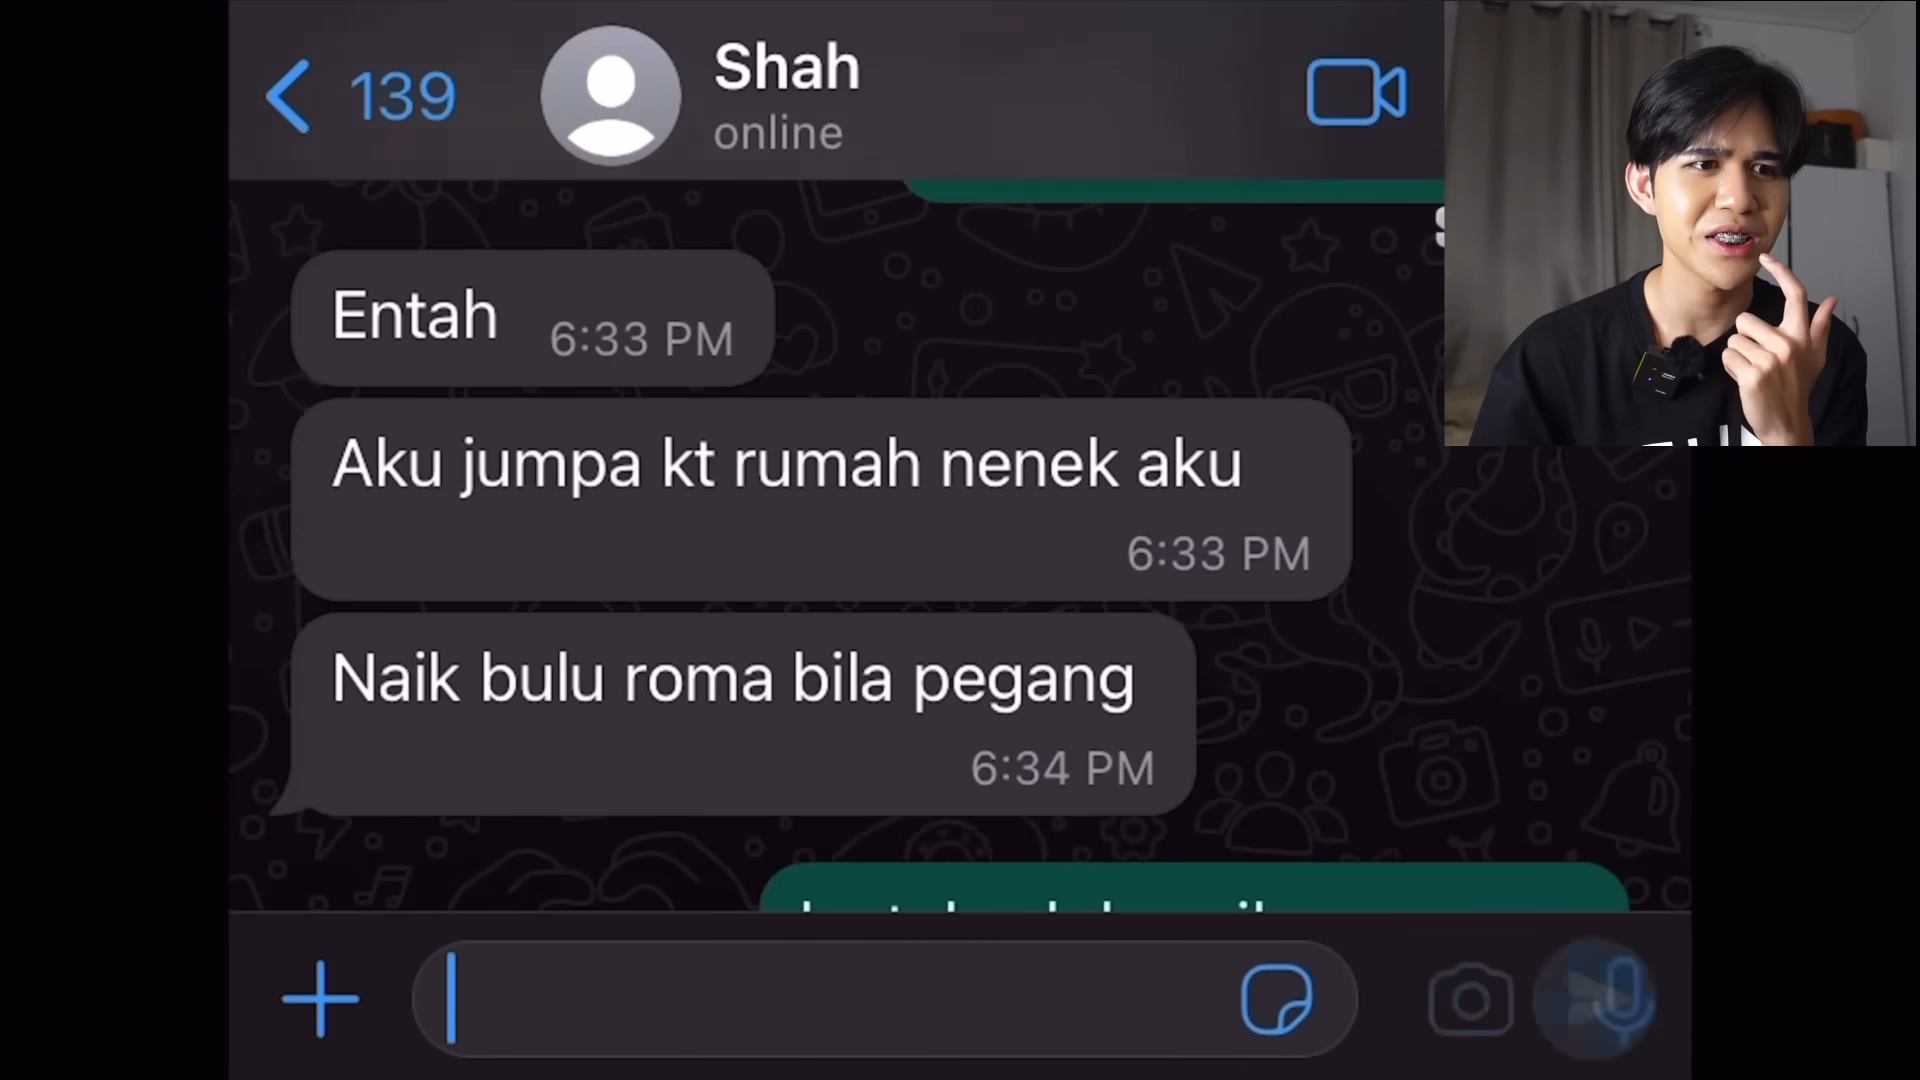 139
Shah
online
Entah
6:33 PM
Aku jumpa kt rumah nenek aku
6:33 PM
Naik bulu roma bila pegang
6:34 PM